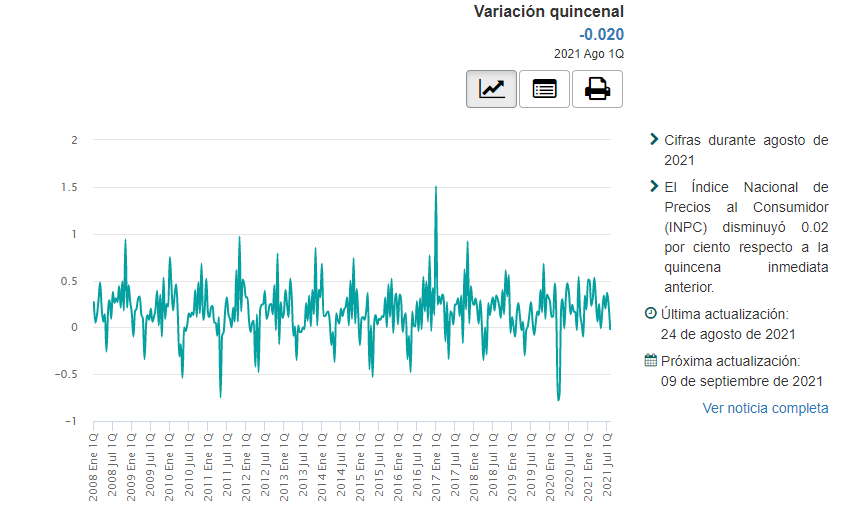 Variación quincenal
-0.020
2021 Ago 1Q
2
1.5
1
0.5
0
−0.5
−1
2008 Ene 1Q
2008 Jul 1Q
2009 Ene 1Q
2009 Jul 1Q
2010 Ene 1Q
2010 Jul 1Q
2011 Ene 1Q
2011 Jul 1Q
2012 Ene 1Q
2012 Jul 1Q
2013 Ene 1Q
2013 Jul 1Q
2014 Ene 1Q
2014 Jul 1Q
2015 Ene 1Q
2015 Jul 1Q
2016 Ene 1Q
2016 Jul 1Q
2017 Ene 1Q
2017 Jul 1Q
2018 Ene 1Q
2018 Jul 1Q
2019 Ene 1Q
2019 Jul 1Q
2020 Ene 1Q
2020 Jul 1Q
2021 Ene 1Q
2021 Jul 1Q
Cifras durante agosto de
2021
El Índice Nacional de
Precios al Consumidor
(INPC) disminuyó 0.02
por ciento respecto a la
quincena inmediata
anterior.
Última actualización:
24 de agosto de 2021
Próxima actualización:
09 de septiembre de 2021
Ver noticia completa